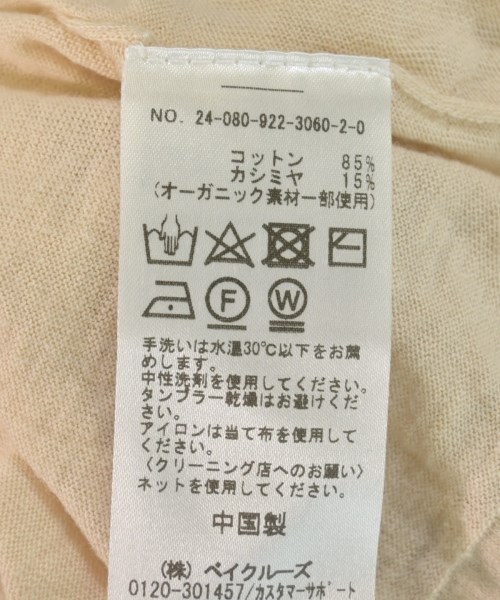 NO. 24-080-922-3060-2-0
コットン 85%
カシミヤ 15%
(オーガニック素材一部使用)
F W
手洗いは水温30℃以下をお薦
めします。
中性洗剤を使用してください。
タンブラー乾燥はお避けくだ
さい。
アイロンは当て布を使用して
ください。
〈クリーニング店へのお願い〉
ネットを使用してください。
中国製
(株) ベイクルーズ
0120-301457/カスタマーサポート